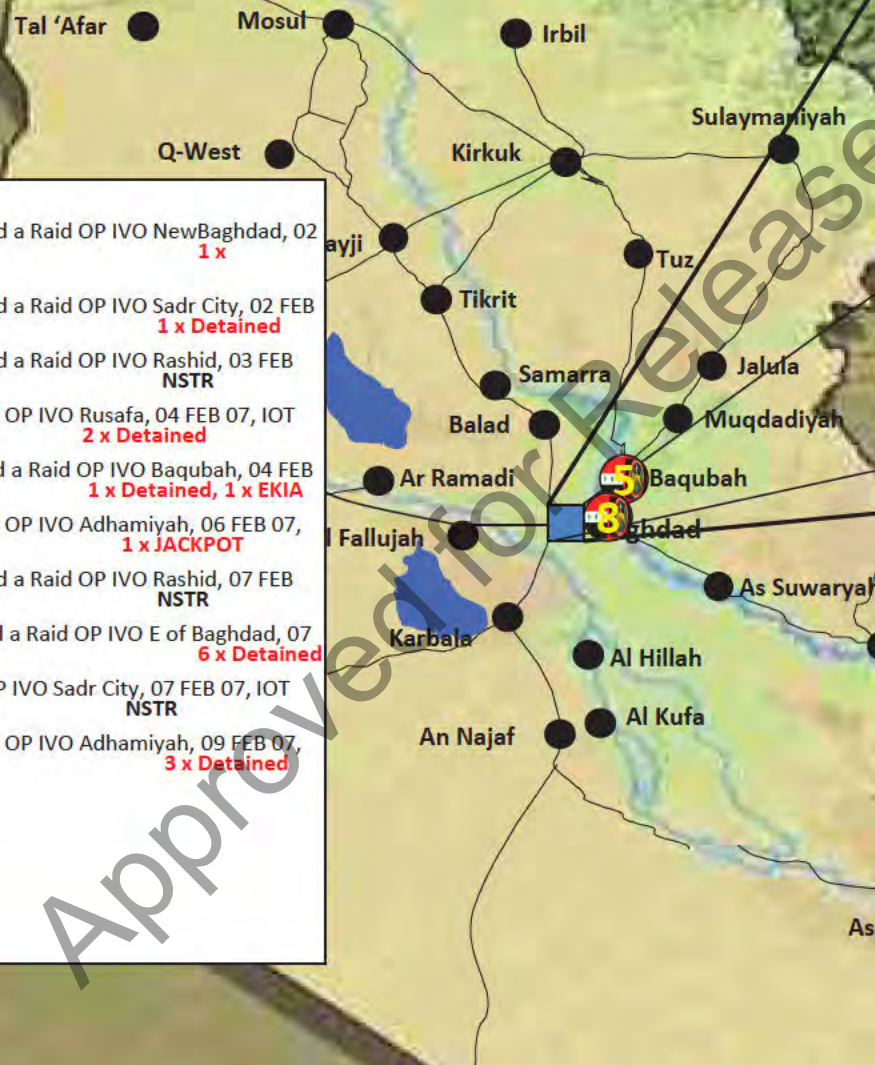 Tal ‘Afar
Mosul
Irbil
Sulaymaniyah
Q-West
Kirkuk
d a Raid OP IVO NewBaghdad, 02
1 x
ayji
Tuz
Tikrit
d a Raid OP IVO Sadr City, 02 FEB
1 x Detained
d a Raid OP IVO Rashid, 03 FEB
NSTR
Samarra
Jalula
OP IVO Rusafa, 04 FEB 07, IOT
2 x Detained
Balad
Muqdadiyah
d a Raid OP IVO Baqubah, 04 FEB
1 x Detained, 1 x EKIA
Ar Ramadi
5
Baqubah
OP IVO Adhamiyah, 06 FEB 07,
1 x JACKPOT
l Fallujah
8
ghdad
d a Raid OP IVO Rashid, 07 FEB
NSTR
As Suwaryah
d a Raid OP IVO E of Baghdad, 07
6 x Detained
Karbala
Al Hillah
P IVO Sadr City, 07 FEB 07, IOT
NSTR
Al Kufa
An Najaf
OP IVO Adhamiyah, 09 FEB 07,
3 x Detained
As
Approved for Release